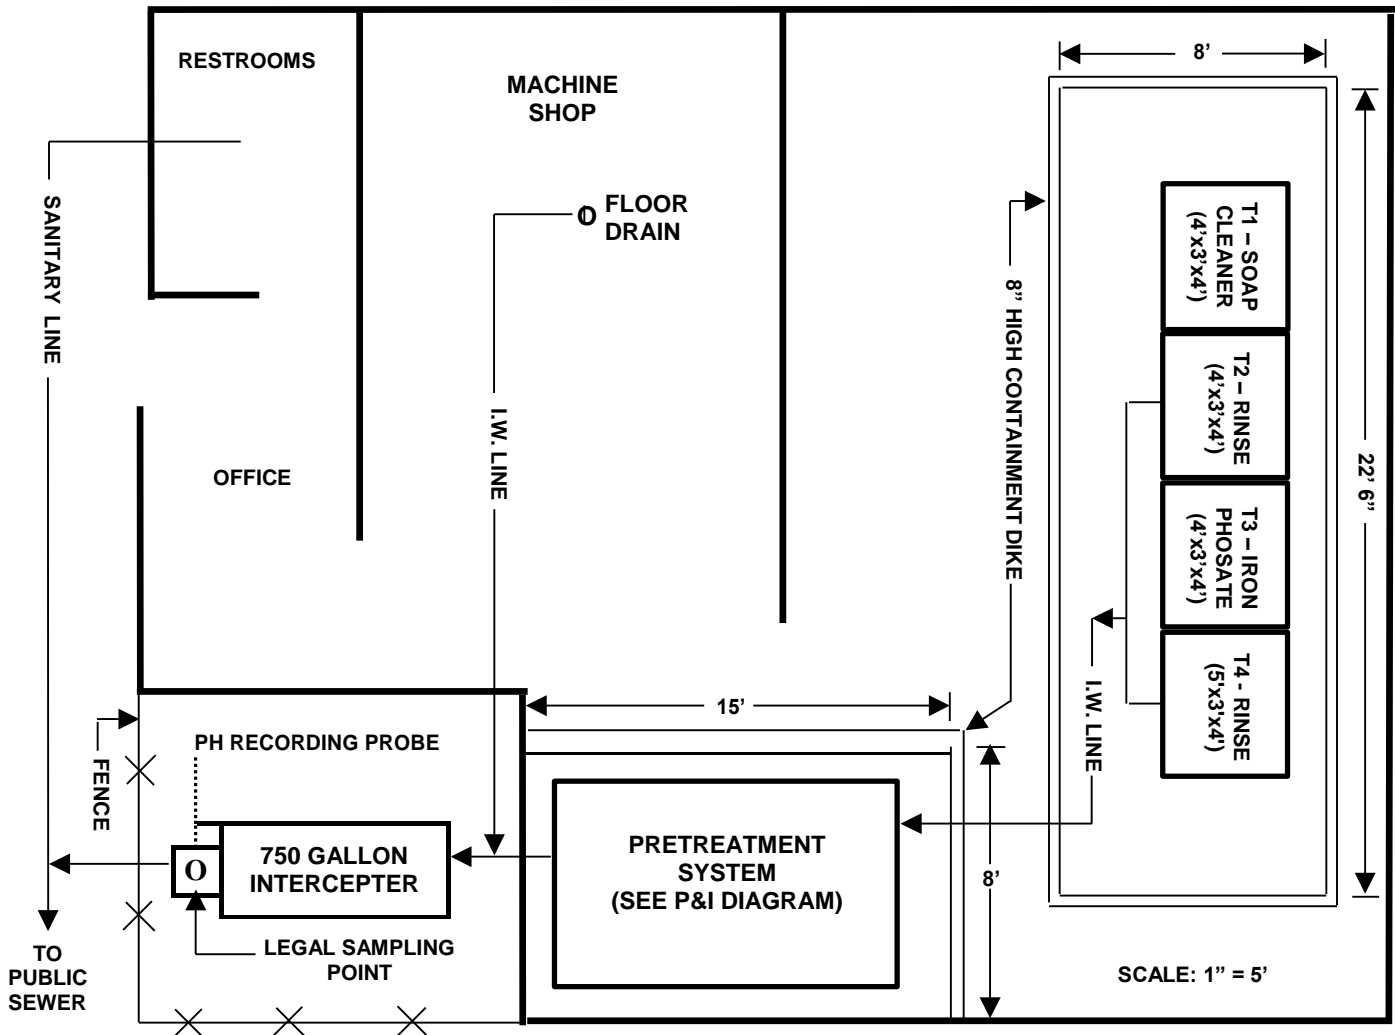 RESTROOMS
MACHINE
SHOP
8’
O FLOOR
DRAIN
SANITARY LINE
8” HIGH CONTAINMENT DIKE
T1 – SOAP
CLEANER
(4’x3’x4’)
T2 – RINSE
(4’x3’x4’)
T3 – IRON
PHOSATE
(4’x3’x4’)
T4 - RINSE
(5'x3'x4')
22’ 6”
I.W. LINE
OFFICE
I.W. LINE
15’
PH RECORDING PROBE
FENCE
O
750 GALLON
INTERCEPTER
PRETREATMENT
SYSTEM
(SEE P&I DIAGRAM)
8’
LEGAL SAMPLING
POINT
TO
PUBLIC
SEWER
SCALE: 1” = 5’